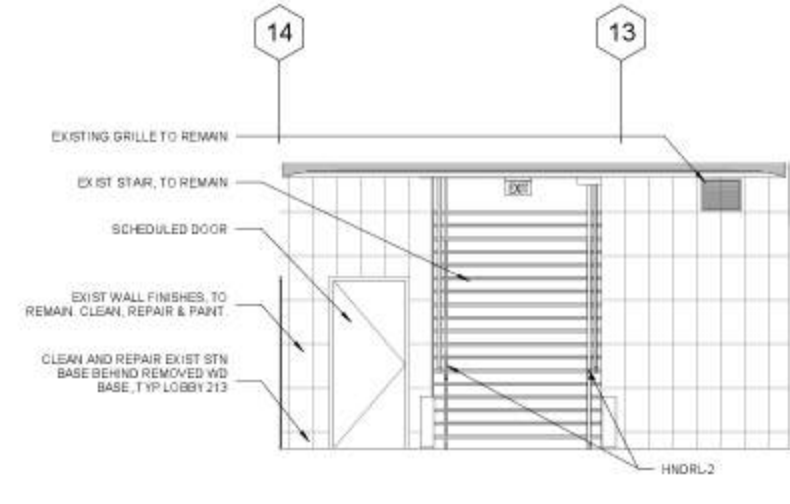 14
13
EXISTING GRILLE TO REMAIN
EXIST STAIR, TO REMAIN
EXIT
SCHEDULED DOOR
EXIST WALL FINISHES, TO
REMAIN. CLEAN, REPAIR & PAINT.
CLEAN AND REPAIR EXIST STN
BASE BEHIND REMOVED WD
BASE, TYP LOBBY 213
HNDRL-2